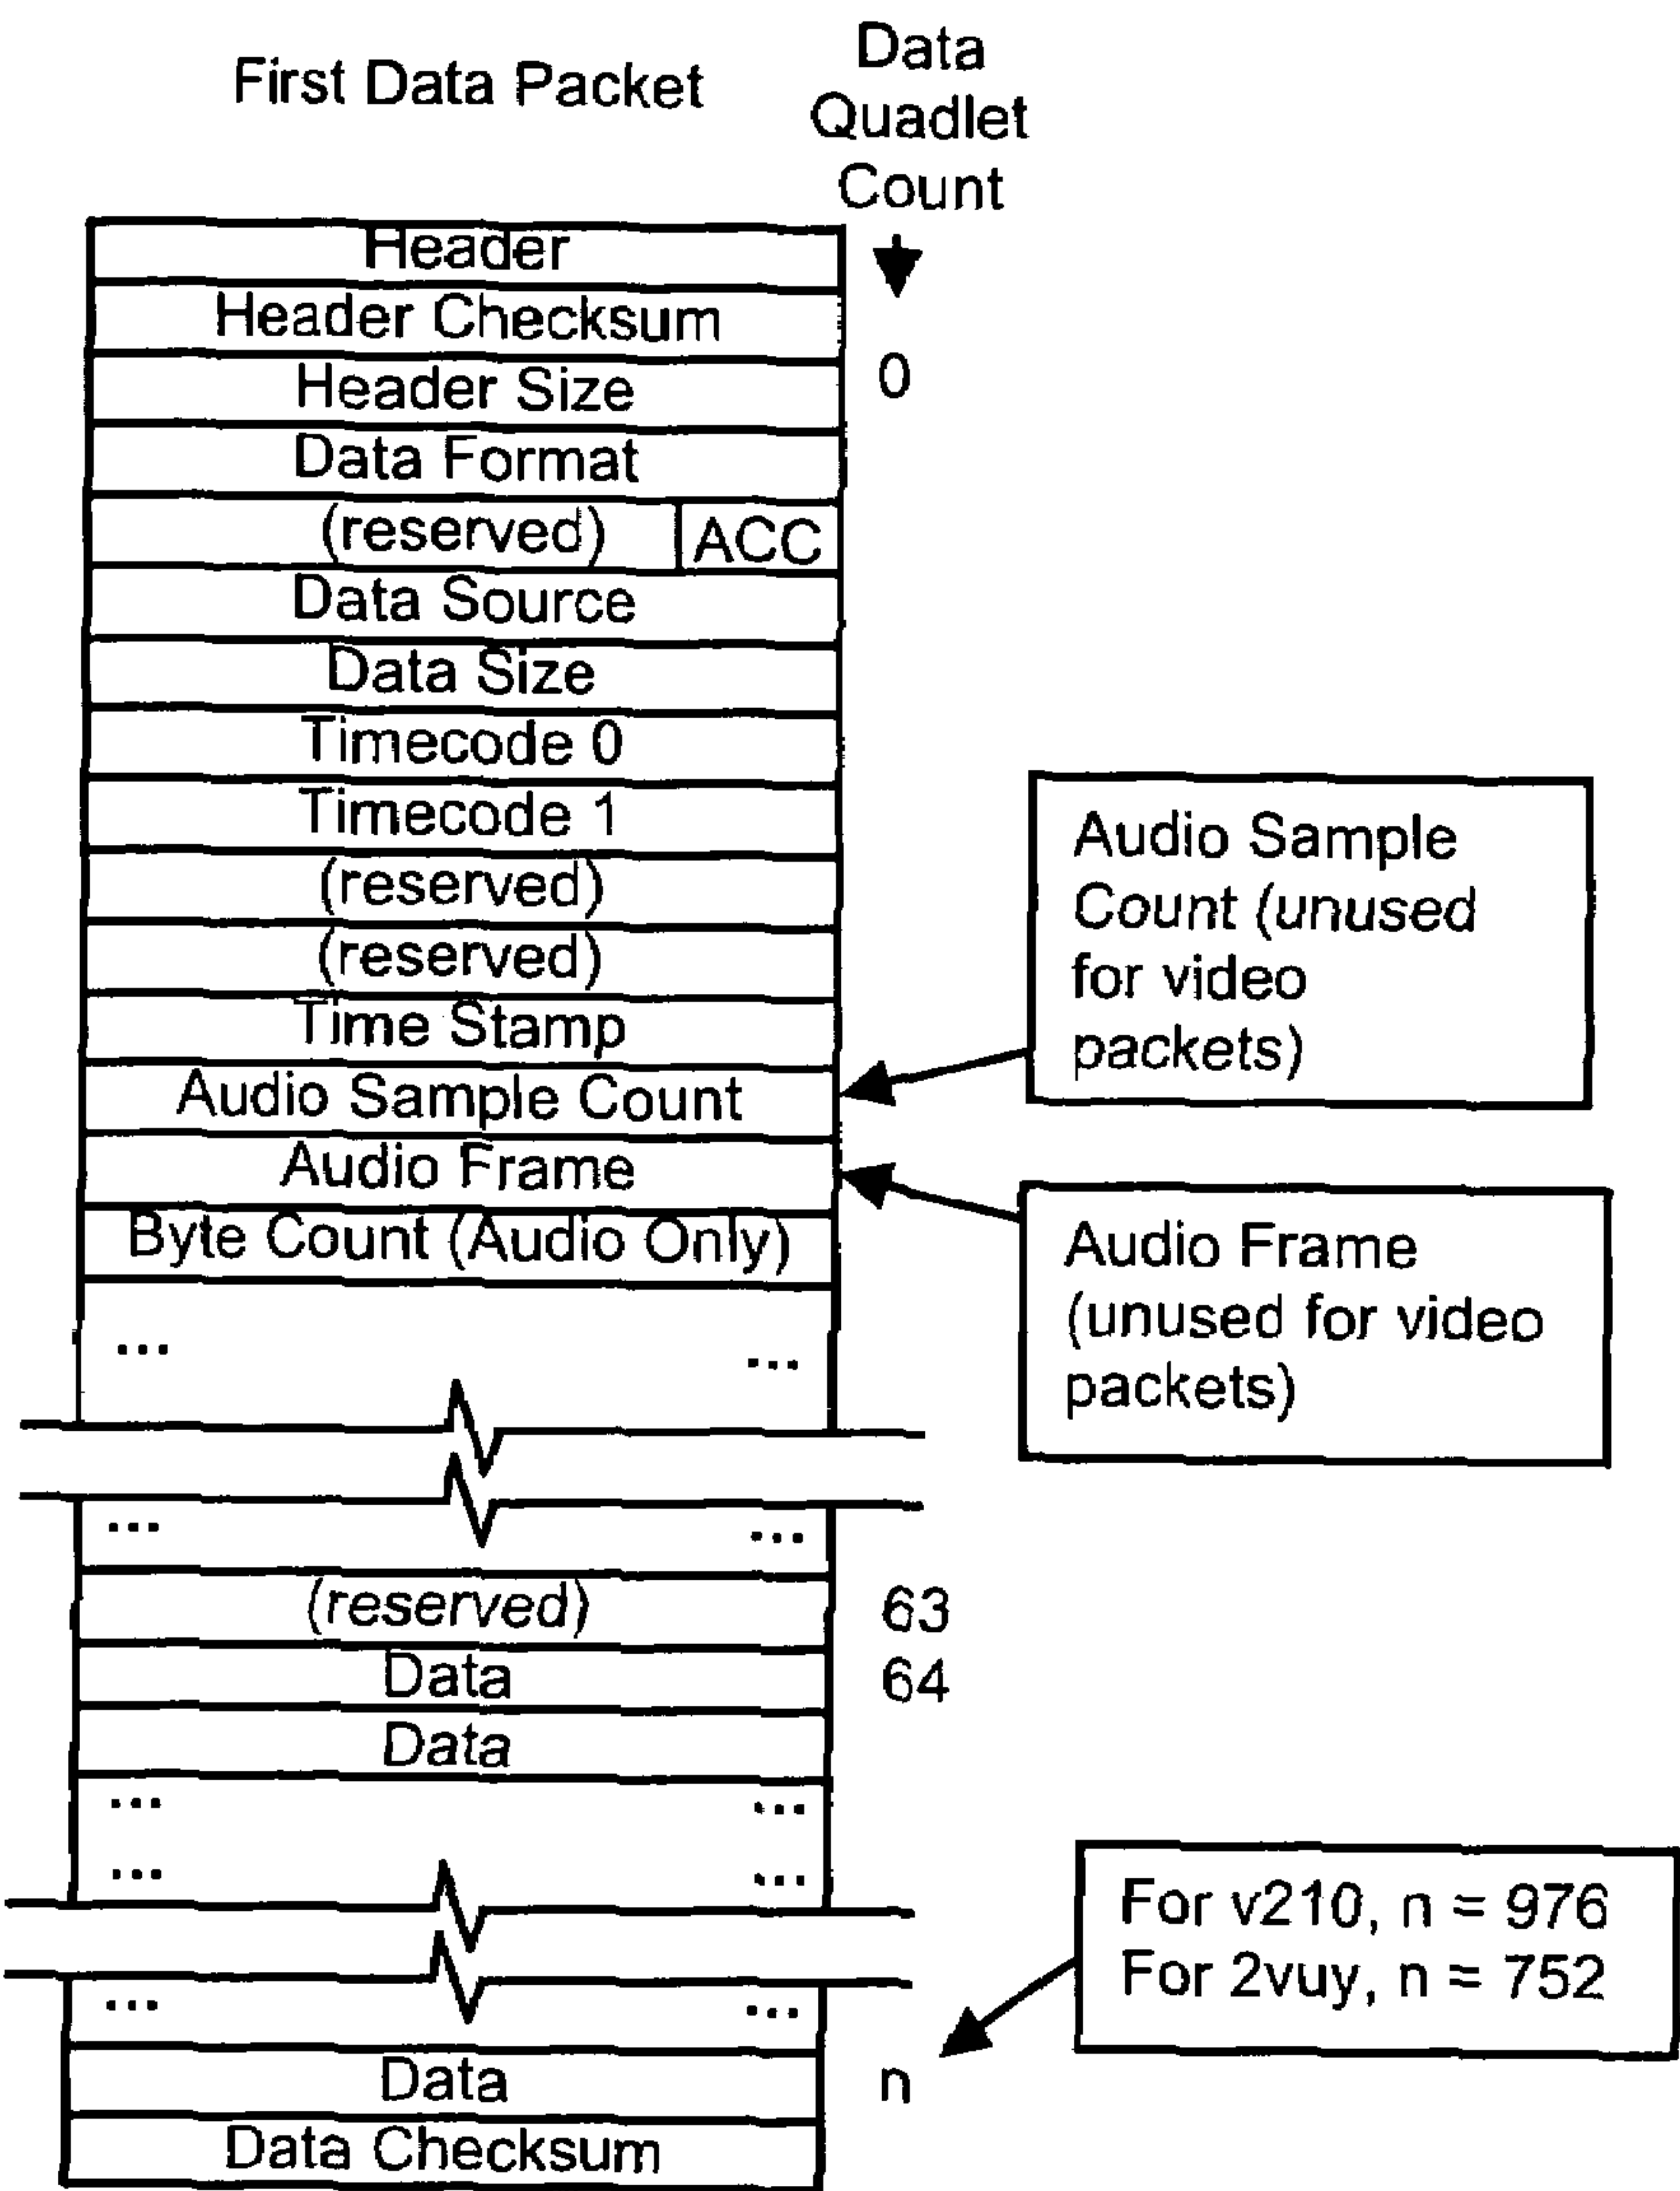 First Data Packet
Data
Quadlet
Count
Header
Header Checksum
Header Size
0
Data Format
(reserved)
ACC
Data Source
Data Size
Timecode 0
Timecode 1
(reserved)
(reserved)
Time Stamp
Audio Sample Count
Audio Frame
Byte Count (Audio Only)
Audio Sample
Count (unused
for video
packets)
Audio Frame
(unused for video
packets)
... ...
... ...
(reserved)
63
Data
64
Data
... ...
... ...
... ...
Data
n
Data Checksum
For v210, n = 976
For 2vuy, n = 752